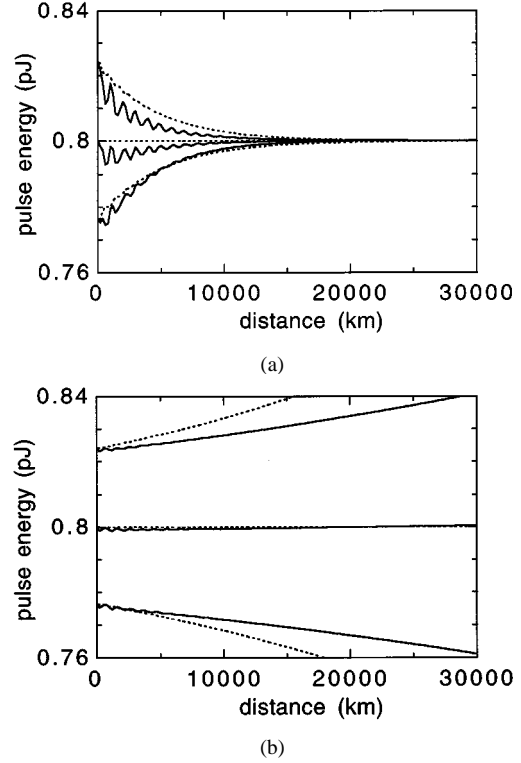 0.84
0.8
0.76
pulse energy (pJ)
0 10000 20000 30000
distance (km)
(a)
0.84
0.8
0.76
pulse energy (pJ)
0 10000 20000 30000
distance (km)
(b)